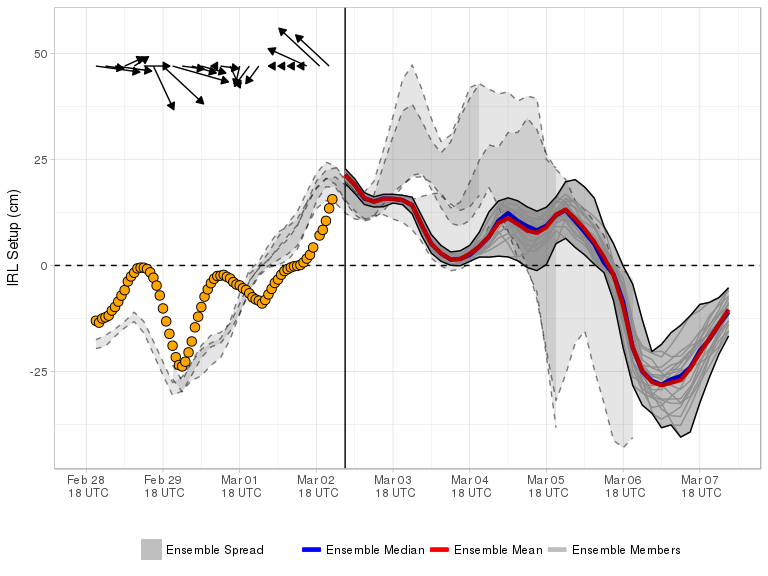 IRL Setup (cm)
50
25
0
-25
Feb 28 Feb 29 Mar 01 Mar 02 Mar 03 Mar 04 Mar 05 Mar 06 Mar 07
18 UTC 18 UTC 18 UTC 18 UTC 18 UTC 18 UTC 18 UTC 18 UTC 18 UTC
Ensemble Spread Ensemble Median Ensemble Mean Ensemble Members